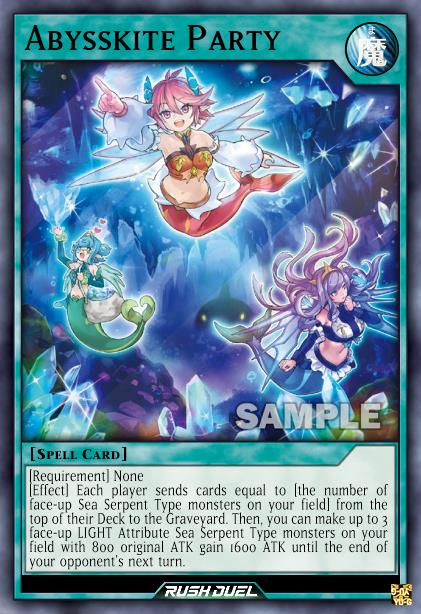 Abysskite Party
ま
魔
SAMPLE
[Spell Card]
[Requirement] None
[Effect] Each player sends cards equal to [the number of
face-up Sea Serpent Type monsters on your field] from the
top of their Deck to the Graveyard. Then, you can make up to 3
face-up LIGHT Attribute Sea Serpent Type monsters on your
field with 800 original ATK gain 1600 ATK until the end of
your opponent's next turn.
RUSH DUEL